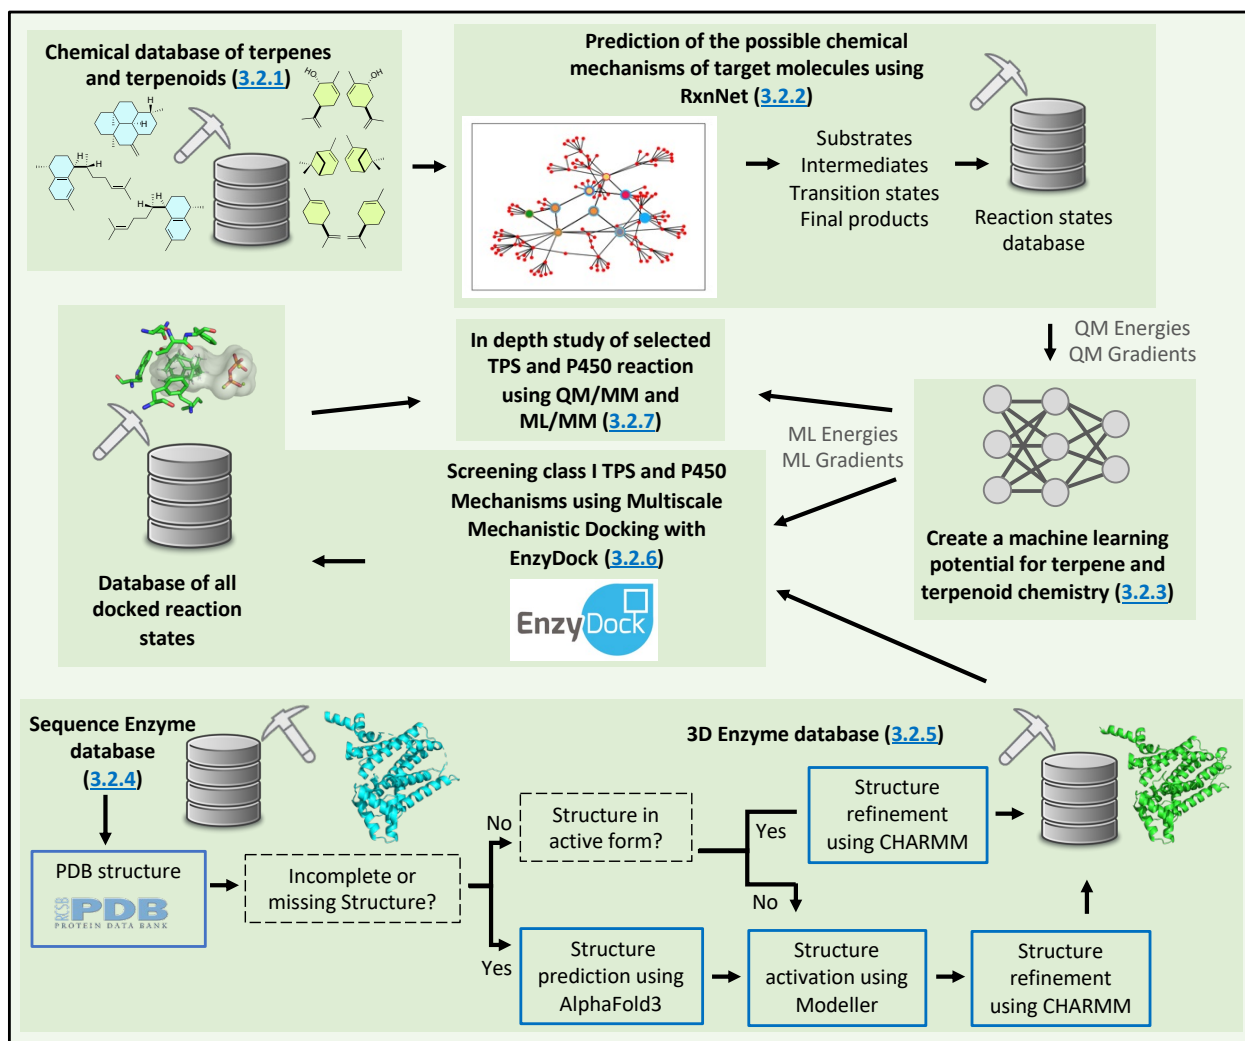 Chemical database of terpenes
and terpenoids (3.2.1)
HO
OH
H
H
H
H
H
H
Prediction of the possible chemical
mechanisms of target molecules using
RxnNet (3.2.2)
Substrates
Intermediates
Transition states
Final products
Reaction states
database
QM Energies
QM Gradients
In depth study of selected
TPS and P450 reaction
using QM/MM and
ML/MM (3.2.7)
ML Energies
ML Gradients
Create a machine learning
potential for terpene and
terpenoid chemistry (3.2.3)
Screening class I TPS and P450
Mechanisms using Multiscale
Mechanistic Docking with
EnzyDock (3.2.6)
EnzyDock
Database of all
docked reaction
states
Sequence Enzyme
database
(3.2.4)
3D Enzyme database (3.2.5)
PDB structure
RCSB
PDB
PROTEIN DATA BANK
Incomplete or
missing Structure?
No
Yes
Structure in
active form?
Yes
No
Structure
refinement
using CHARMM
Structure
prediction using
AlphaFold3
Structure
activation using
Modeller
Structure
refinement
using CHARMM